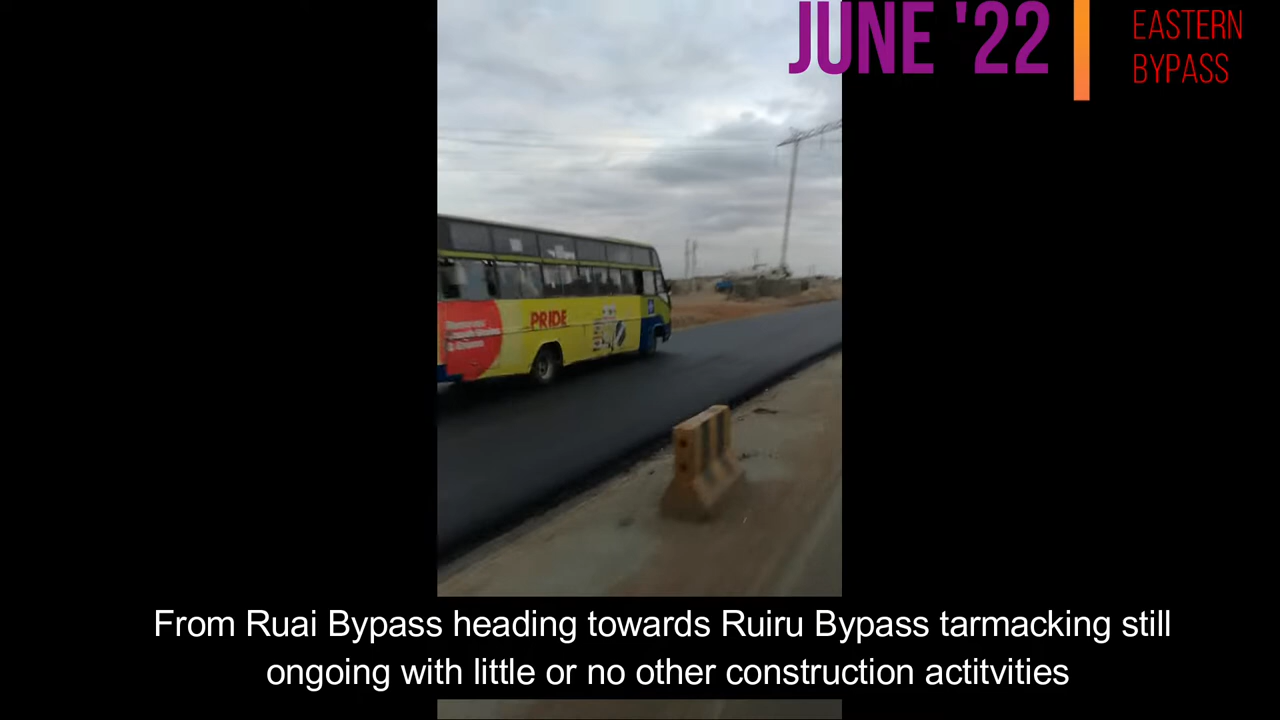 JUNE '22
EASTERN
BYPASS
PRIDE
From Ruai Bypass heading towards Ruiru Bypass tarmacking still
ongoing with little or no other construction actitvities